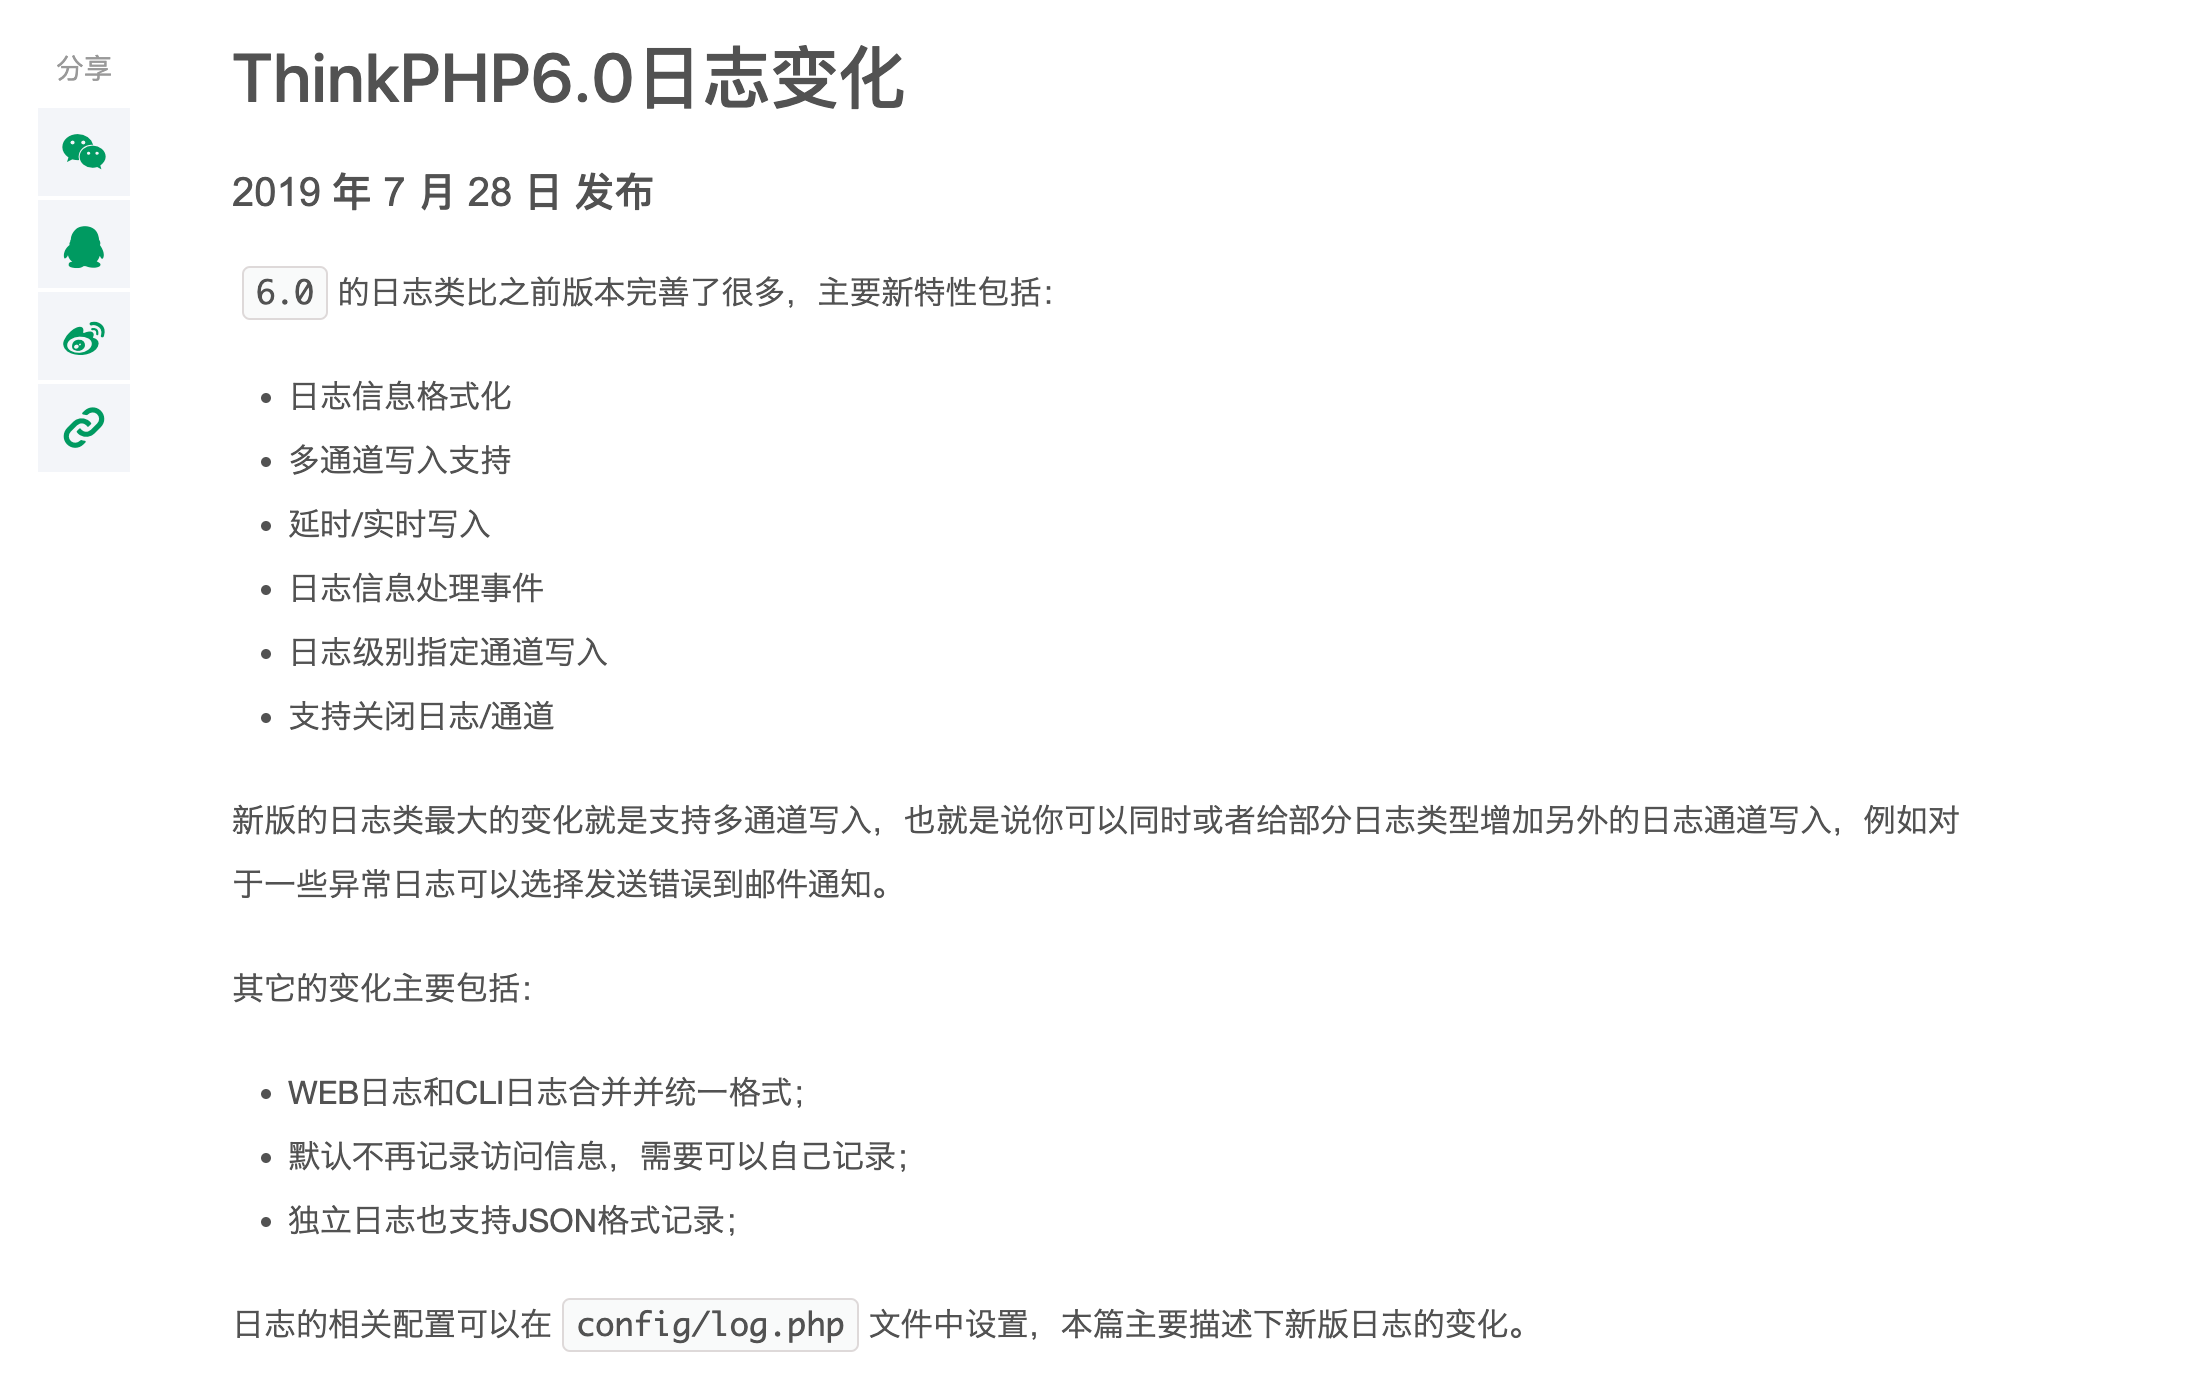 分享
ThinkPHP6.0日志变化
2019 年 7 月 28 日 发布
6.0 的日志类比之前版本完善了很多，主要新特性包括：
日志信息格式化
多通道写入支持
延时/实时写入
日志信息处理事件
日志级别指定通道写入
支持关闭日志/通道
新版的日志类最大的变化就是支持多通道写入，也就是说你可以同时或者给部分日志类型增加另外的日志通道写入，例如对
于一些异常日志可以选择发送错误到邮件通知。
其它的变化主要包括：
WEB日志和CLI日志合并并统一格式；
默认不再记录访问信息，需要可以自己记录；
独立日志也支持JSON格式记录；
日志的相关配置可以在 config/log.php 文件中设置，本篇主要描述下新版日志的变化。